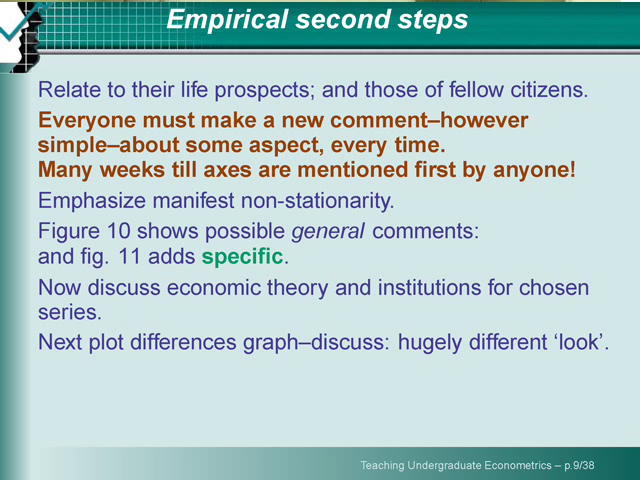 Empirical second steps
Relate to their life prospects; and those of fellow citizens.
Everyone must make a new comment–however
simple–about some aspect, every time.
Many weeks till axes are mentioned first by anyone!
Emphasize manifest non-stationarity.
Figure 10 shows possible general comments:
and fig. 11 adds specific.
Now discuss economic theory and institutions for chosen
series.
Next plot differences graph–discuss: hugely different ‘look’.
Teaching Undergraduate Econometrics – p.9/38